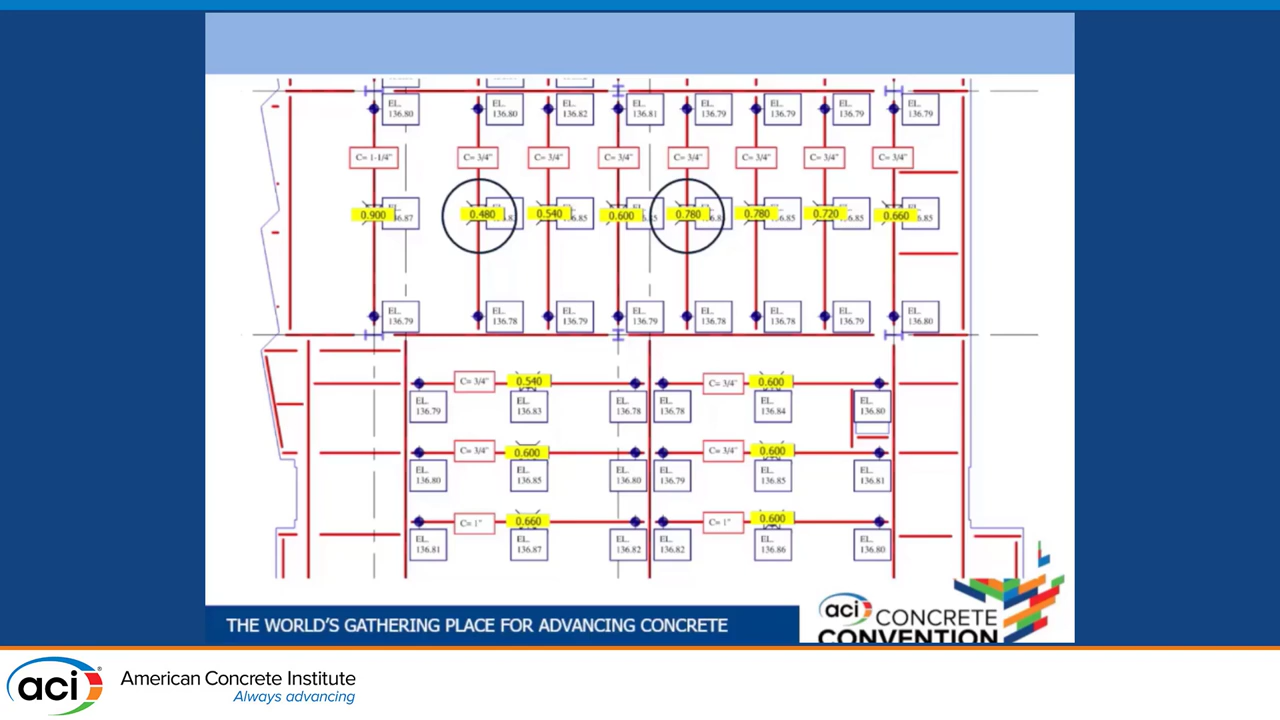 EL. EL. EL. EL. EL. EL. EL. EL.
136.80 136.80 136.82 136.81 136.79 136.79 136.79 136.79
C= 1-1/4" C= 3/4" C= 3/4" C= 3/4" C= 3/4" C= 3/4" C= 3/4" C= 3/4"
0.900 0.480 0.540 0.600 0.780 0.780 0.720 0.660
EL. EL. EL. EL. EL. EL. EL. EL.
136.79 136.78 136.79 136.79 136.78 136.78 136.79 136.80
C= 3/4" 0.540 C= 3/4" 0.600
EL. EL. EL. EL. EL. EL.
136.79 136.83 136.78 136.78 136.84 136.80
C= 3/4" 0.600 C= 3/4" 0.600
EL. EL. EL. EL. EL. EL.
136.80 136.85 136.80 136.79 136.85 136.81
C= 1" 0.660 C= 1" 0.600
EL. EL. EL. EL. EL. EL.
136.81 136.87 136.82 136.82 136.86 136.80
THE WORLD'S GATHERING PLACE FOR ADVANCING CONCRETE
aci CONCRETE
CONVENTION
aci® American Concrete Institute
Always advancing